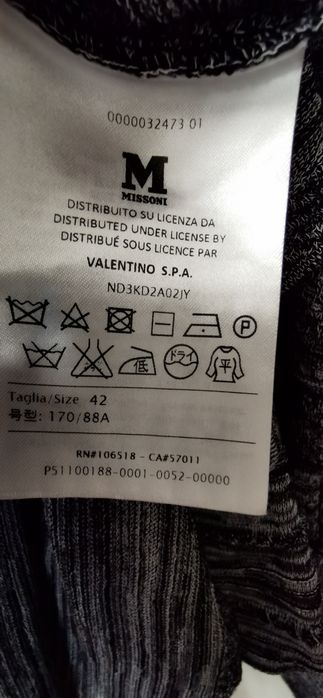 0000032473 01
M
MISSONI
DISTRIBUITO SU LICENZA DA
DISTRIBUTED UNDER LICENSE BY
DISTRIBUÉ SOUS LICENCE PAR
VALENTINO S.P.A.
ND3KD2A02JY
P
低 ドライ 平
Taglia/Size 42
号型: 170/88A
RN#106518 - CA#57011
P51100188-0001-0052-00000